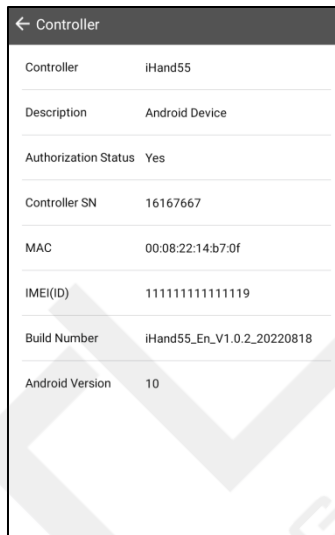 ← Controller
Controller iHand55
Description Android Device
Authorization Status Yes
Controller SN 16167667
MAC 00:08:22:14:b7:0f
IMEI(ID) 111111111111119
Build Number iHand55_En_V1.0.2_20220818
Android Version 10